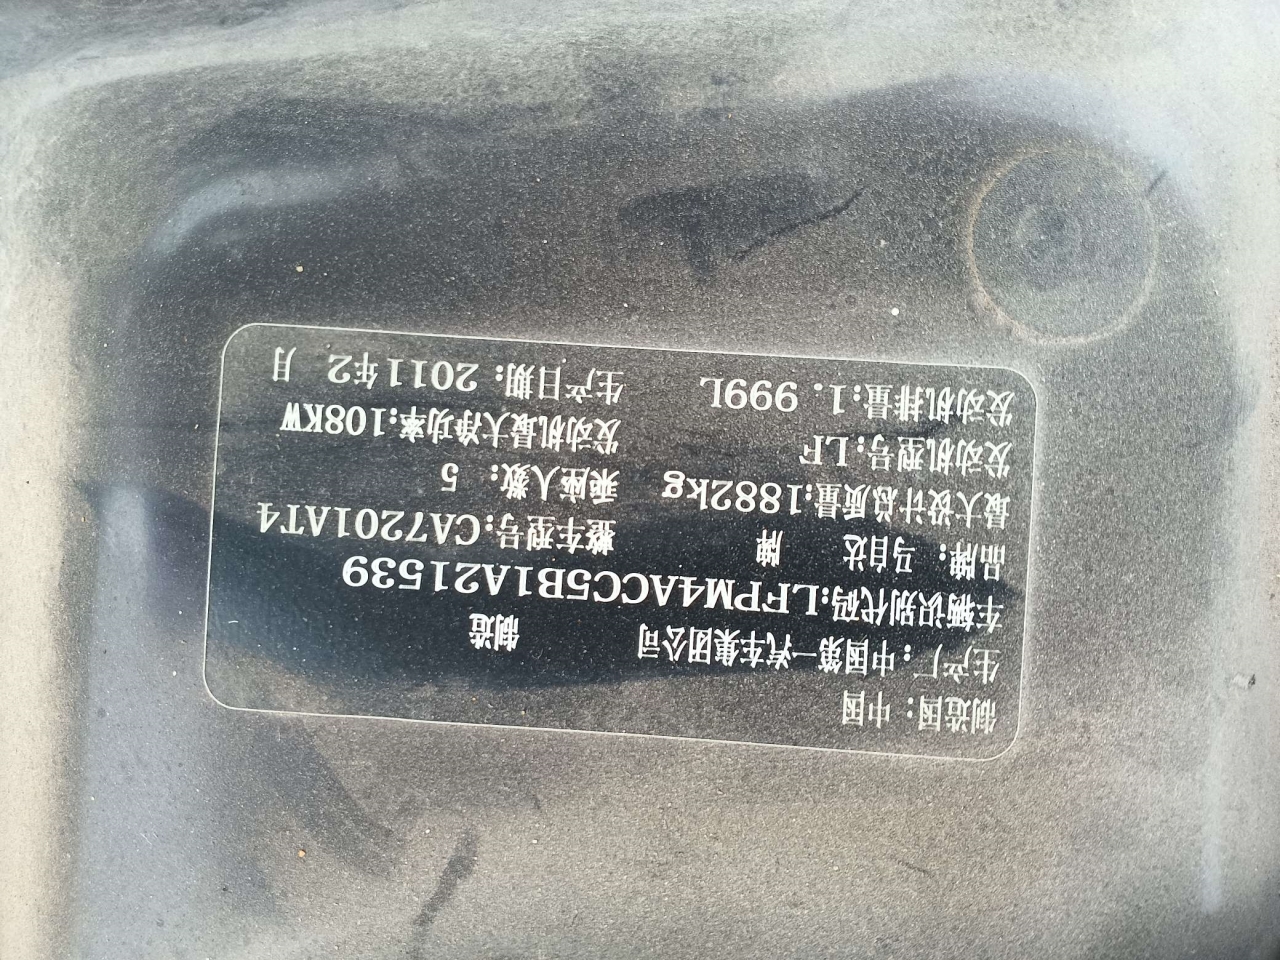 制造国：中国
生产厂：中国第一汽车集团公司 制造
车辆识别代码:LFPM4ACC5B1A21539
品牌：马自达 牌 整车型号:CA7201AT4
最大设计总质量:1882kg 乘座人数： 5
发动机型号:LF 发动机最大净功率:108KW
发动机排量:1. 999L 生产日期：2011年2 月